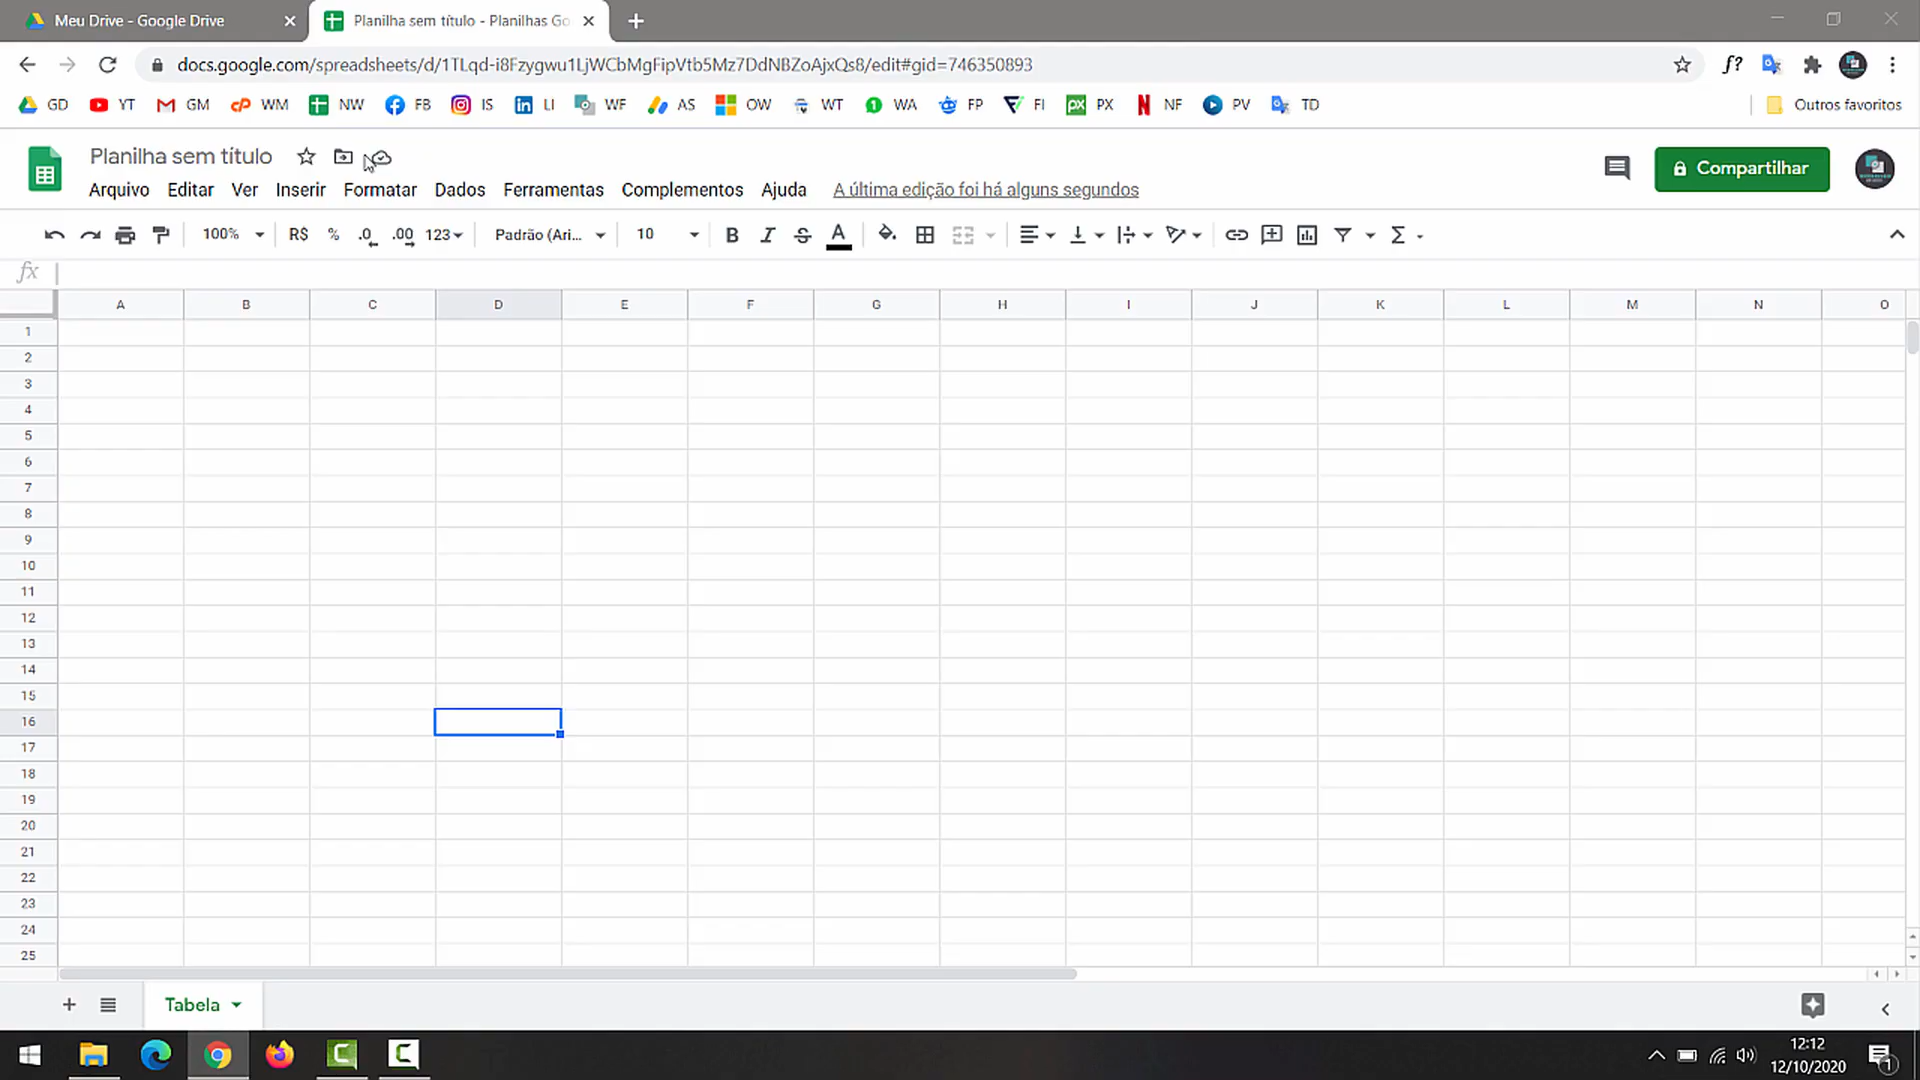 Meu Drive - Google Drive
Planilha sem título - Planilhas Go
docs.google.com/spreadsheets/d/1TLqd-i8Fzygwu1LjWCbMgFipVtb5Mz7DdNBZoAjxQs8/edit#gid=746350893
f?
GD YT GM WM NW FB IS LI WF AS OW WT WA FP FI PX NF PV TD Outros favoritos
Planilha sem título
Compartilhar
Arquivo Editar Ver Inserir Formatar Dados Ferramentas Complementos Ajuda A última edição foi há alguns segundos
100% R$ % .0 .00 123 Padrão (Ari... 10 B I S A Σ
fx
A B C D E F G H I J K L M N O
1
2
3
4
5
6
7
8
9
10
11
12
13
14
15
16
17
18
19
20
21
22
23
24
25
Tabela
12:12
12/10/2020
1